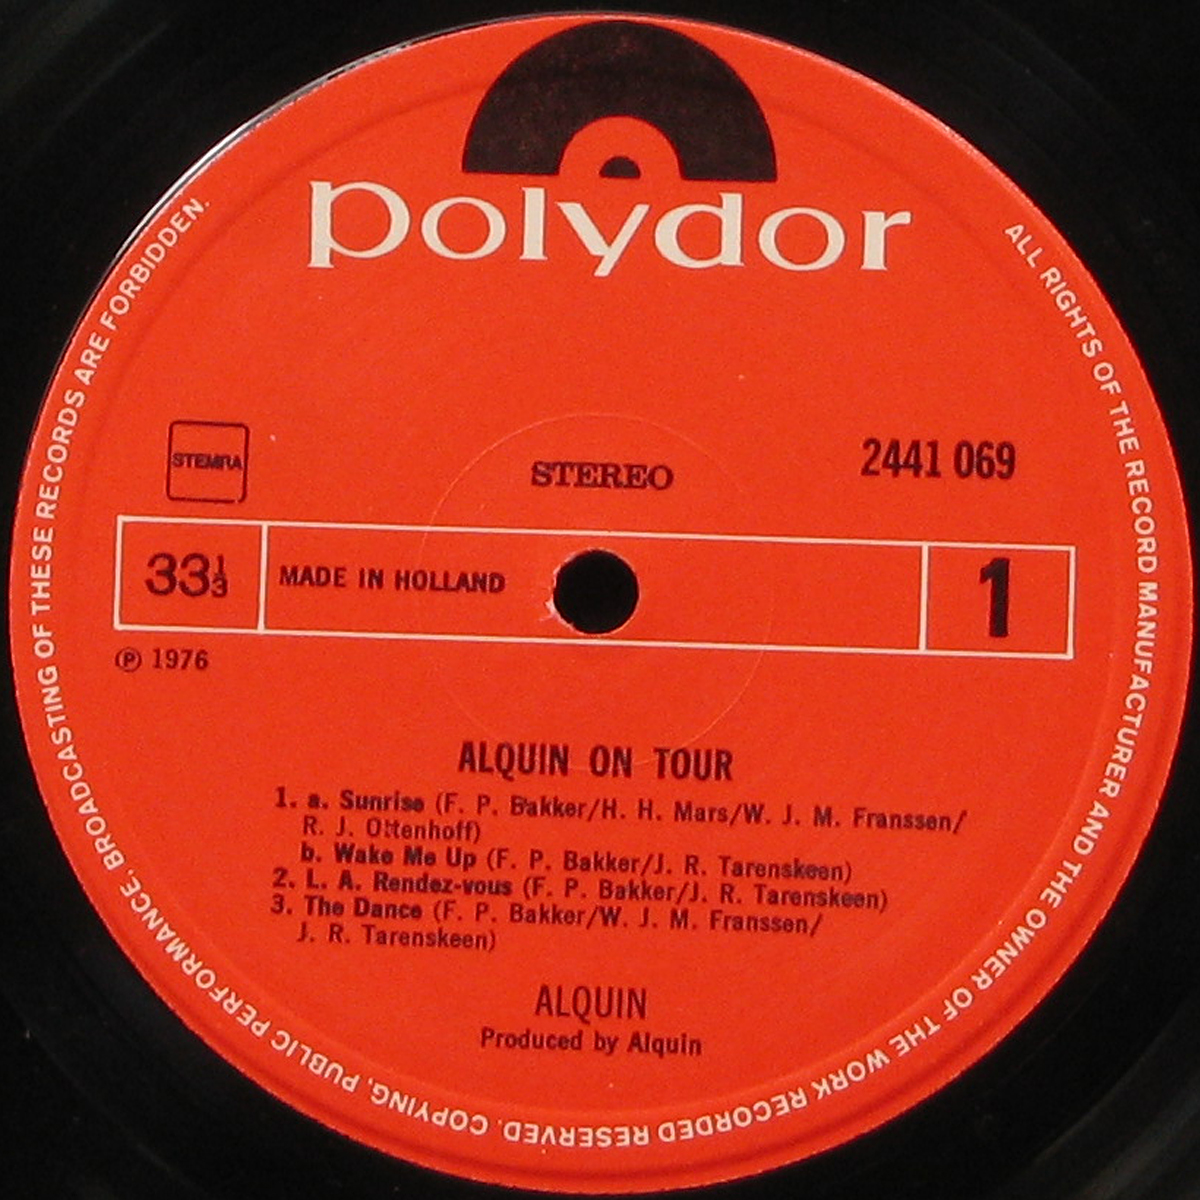 polydor
STEMRA
STEREO
2441 069
33⅓
MADE IN HOLLAND
1
℗ 1976
ALQUIN ON TOUR
1. a. Sunrise (F. P. Bakker/H. H. Mars/W. J. M. Franssen/
R. J. Ottenhoff)
b. Wake Me Up (F. P. Bakker/J. R. Tarenskeen)
2. L. A. Rendez-vous (F. P. Bakker/J. R. Tarenskeen)
3. The Dance (F. P. Bakker/W. J. M. Franssen/
J. R. Tarenskeen)
ALQUIN
Produced by Alquin
ALL RIGHTS OF THE RECORD MANUFACTURER AND THE OWNER OF THE WORK RECORDED RESERVED. COPYING, PUBLIC PERFORMANCE, BROADCASTING OF THESE RECORDS ARE FORBIDDEN.